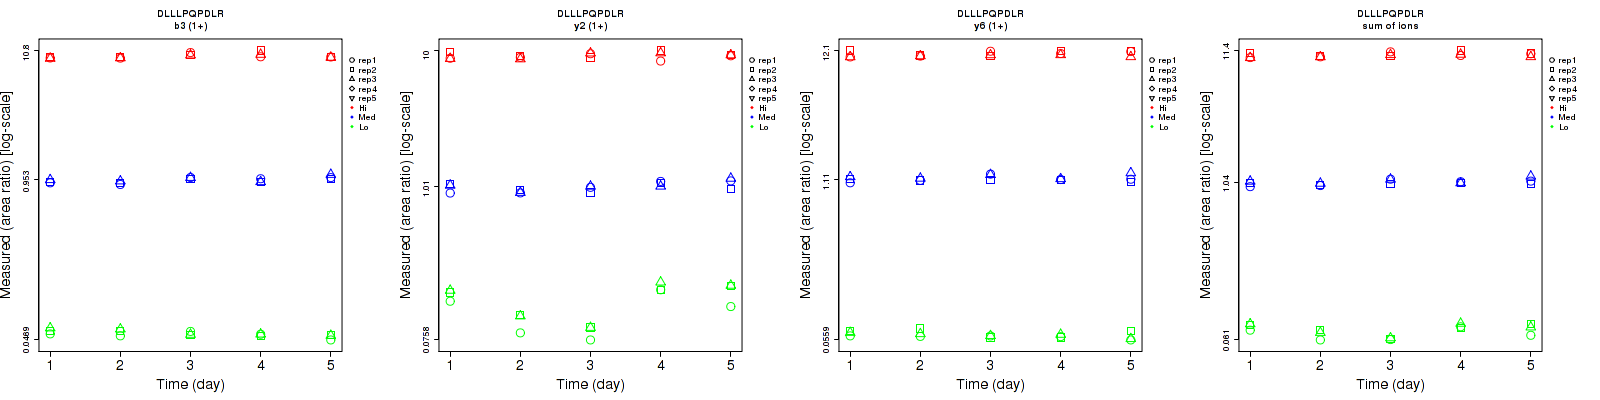 DLLLPQPDLR
b3 (1+)
Measured (area ratio) [log-scale]
10.8
0.953
0.0469
1 2 3 4 5
Time (day)
rep1
rep2
rep3
rep4
rep5
Hi
Med
Lo
DLLLPQPDLR
y2 (1+)
Measured (area ratio) [log-scale]
10
1.01
0.0758
1 2 3 4 5
Time (day)
rep1
rep2
rep3
rep4
rep5
Hi
Med
Lo
DLLLPQPDLR
y6 (1+)
Measured (area ratio) [log-scale]
12.1
1.11
0.0559
1 2 3 4 5
Time (day)
rep1
rep2
rep3
rep4
rep5
Hi
Med
Lo
DLLLPQPDLR
sum of ions
Measured (area ratio) [log-scale]
11.4
1.04
0.061
1 2 3 4 5
Time (day)
rep1
rep2
rep3
rep4
rep5
Hi
Med
Lo